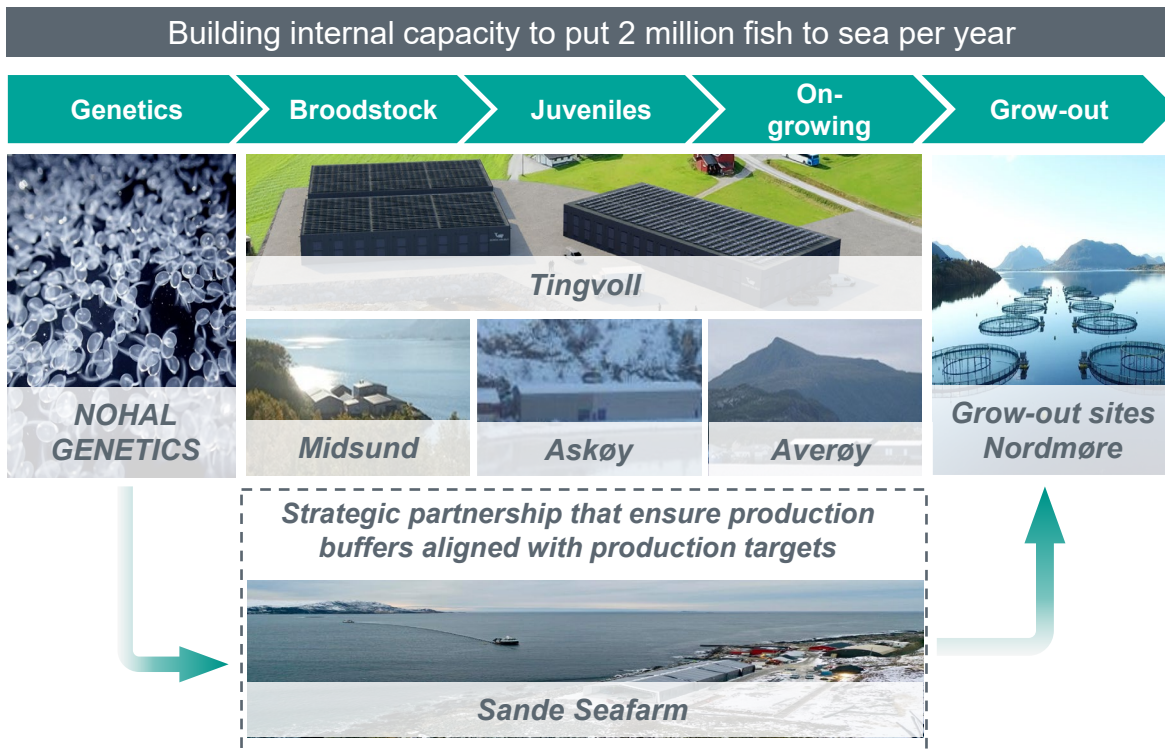 Building internal capacity to put 2 million fish to sea per year
Genetics
Broodstock
Juveniles
On-
growing
Grow-out
Tingvoll
NOHAL
GENETICS
Midsund
Askøy
Averøy
Grow-out sites
Nordmøre
Strategic partnership that ensure production
buffers aligned with production targets
Sande Seafarm